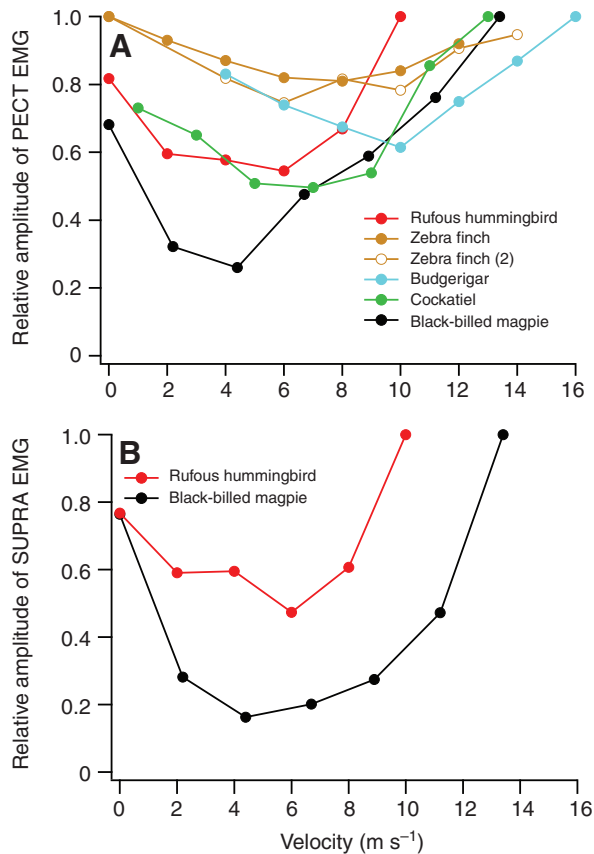 Relative amplitude of PECT EMG
A
1.0
0.8
0.6
0.4
0.2
0
Rufous hummingbird
Zebra finch
Zebra finch (2)
Budgerigar
Cockatiel
Black-billed magpie
0 2 4 6 8 10 12 14 16
Relative amplitude of SUPRA EMG
B
1.0
0.8
0.6
0.4
0.2
0
Rufous hummingbird
Black-billed magpie
0 2 4 6 8 10 12 14 16
Velocity (m s⁻¹)